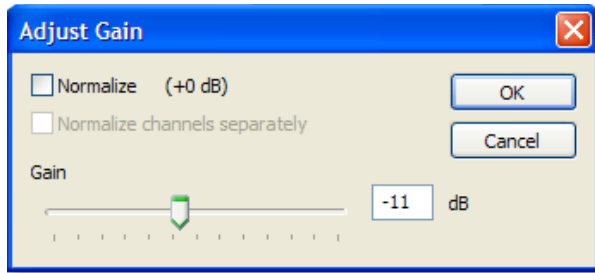 Adjust Gain
Normalize (+0 dB)
OK
Normalize channels separately
Cancel
Gain
-11 dB